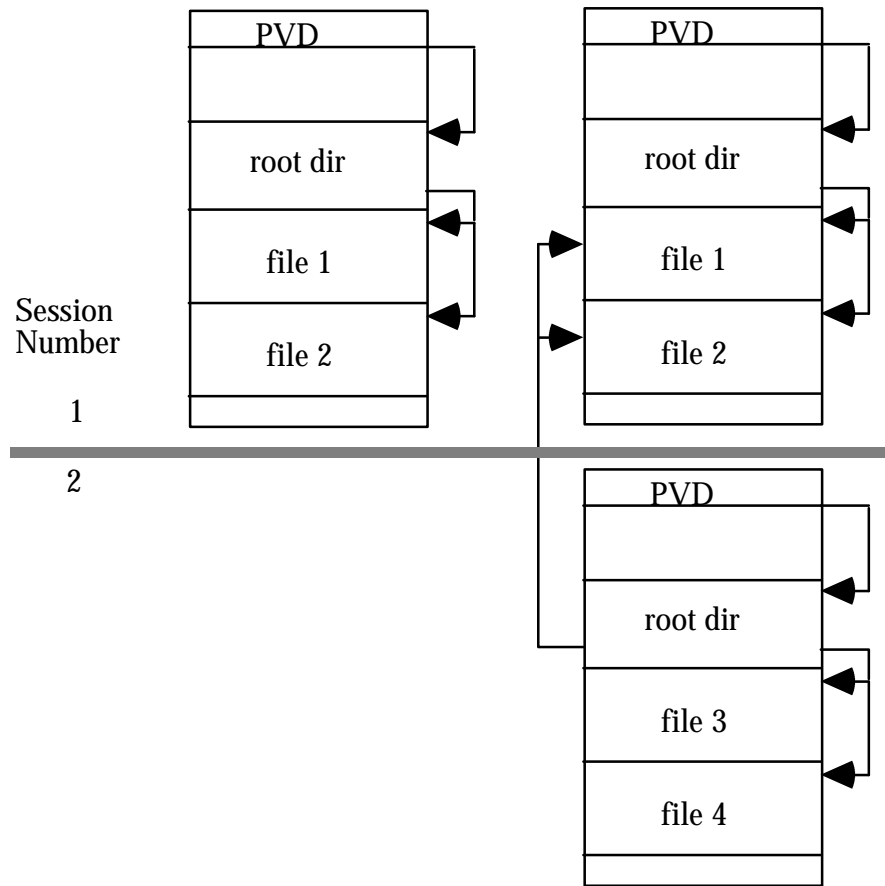 PVD
root dir
file 1
file 2
PVD
root dir
file 1
file 2
Session
Number
1
2
PVD
root dir
file 3
file 4